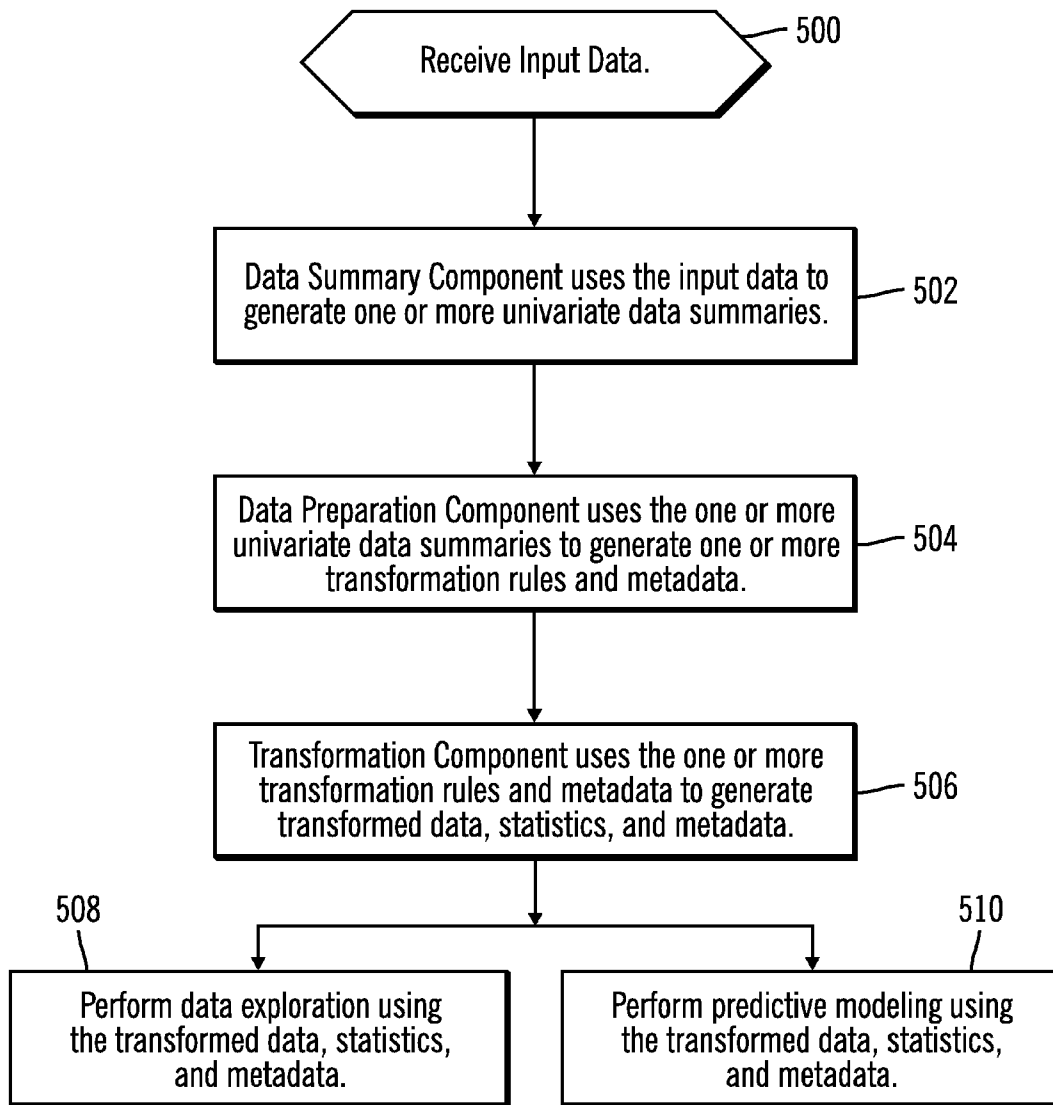 500
Receive Input Data.
Data Summary Component uses the input data to
generate one or more univariate data summaries.
502
Data Preparation Component uses the one or more
univariate data summaries to generate one or more
transformation rules and metadata.
504
Transformation Component uses the one or more
transformation rules and metadata to generate
transformed data, statistics, and metadata.
506
508
Perform data exploration using
the transformed data, statistics,
and metadata.
510
Perform predictive modeling using
the transformed data, statistics,
and metadata.